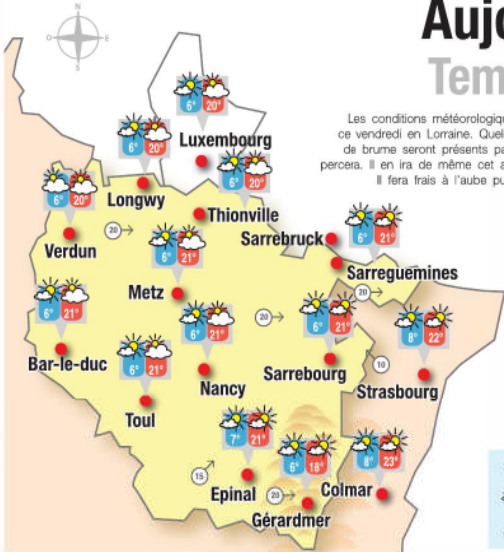 Aujo
Tem
Les conditions météorologiqu
ce vendredi en Lorraine. Quel
de brume seront présents pa
percera. Il en ira de même cet a
Il fera frais à l'aube pu
N
O E
S
6° 20°
Luxembourg
6° 20°
Longwy
6° 20°
Thionville
6° 20°
Verdun
20
6° 21°
Sarrebruck
Sarreguemines
20
6° 21°
Metz
20
6° 21°
Bar-le-duc
6° 21°
Nancy
6° 21°
Sarrebourg
8° 22°
Strasbourg
10
6° 21°
Toul
7° 21°
Epinal
15
6° 18°
Gérardmer
20
8° 23°
Colmar